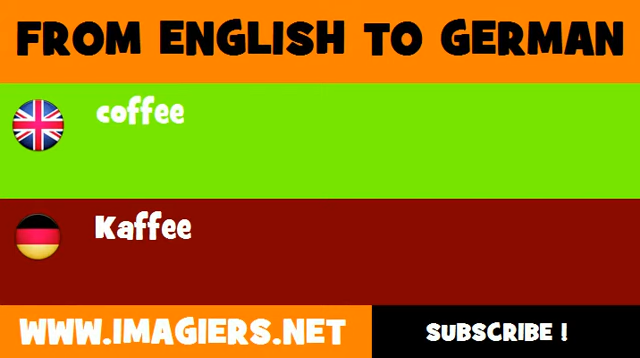 FROM ENGLISH TO GERMAN
coffee
Kaffee
WWW.IMAGIERS.NET
SUBSCRIBE !